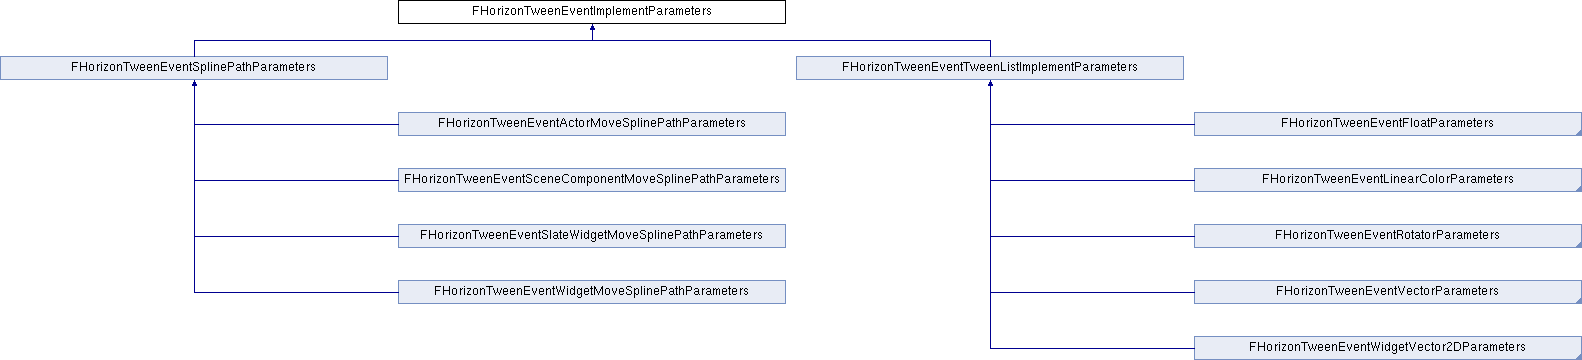 FHorizonTweenEventImplementParameters
FHorizonTweenEventSplinePathParameters
FHorizonTweenEventTweenListImplementParameters
FHorizonTweenEventActorMoveSplinePathParameters
FHorizonTweenEventFloatParameters
FHorizonTweenEventSceneComponentMoveSplinePathParameters
FHorizonTweenEventLinearColorParameters
FHorizonTweenEventSlateWidgetMoveSplinePathParameters
FHorizonTweenEventRotatorParameters
FHorizonTweenEventWidgetMoveSplinePathParameters
FHorizonTweenEventVectorParameters
FHorizonTweenEventWidgetVector2DParameters